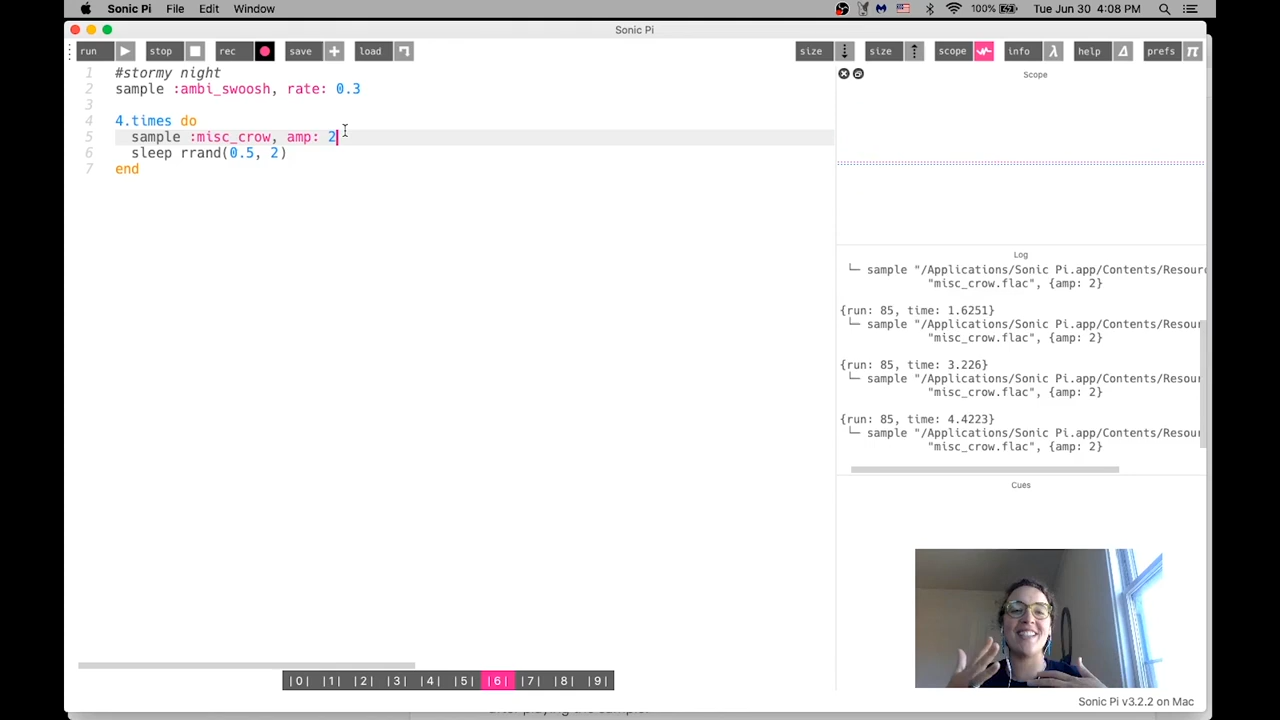 Sonic Pi File Edit Window 100% Tue Jun 30 4:08 PM
Sonic Pi
run stop rec save load size size scope info λ help prefs π
1 #stormy night
2 sample :ambi_swoosh, rate: 0.3
3
4 4.times do
5 sample :misc_crow, amp: 2
6 sleep rrand(0.5, 2)
7 end
Scope
Log
└─ sample "/Applications/Sonic Pi.app/Contents/Resour
"misc_crow.flac", {amp: 2}
{run: 85, time: 1.6251}
└─ sample "/Applications/Sonic Pi.app/Contents/Resou
"misc_crow.flac", {amp: 2}
{run: 85, time: 3.226}
└─ sample "/Applications/Sonic Pi.app/Contents/Resou
"misc_crow.flac", {amp: 2}
{run: 85, time: 4.4223}
└─ sample "/Applications/Sonic Pi.app/Contents/Resou
"misc_crow.flac", {amp: 2}
Cues
|0| |1| |2| |3| |4| |5| |6| |7| |8| |9|
Sonic Pi v3.2.2 on Mac